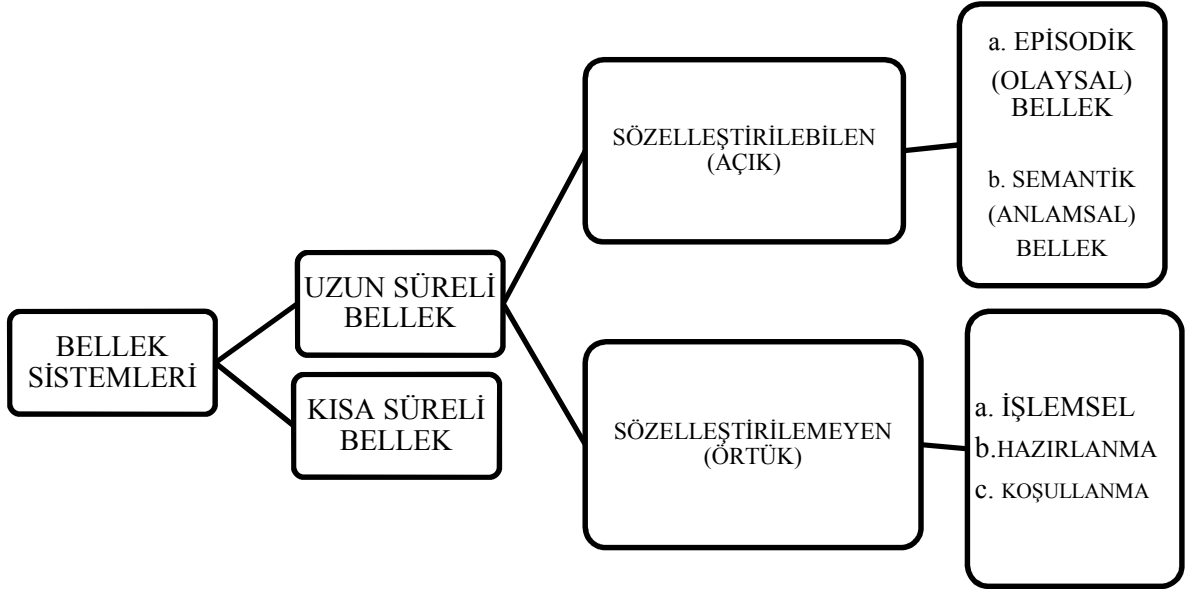 BELLEK
SİSTEMLERİ
UZUN SÜRELİ
BELLEK
KISA SÜRELİ
BELLEK
SÖZELLEŞTİRİLEBİLEN
(AÇIK)
SÖZELLEŞTİRİLEMEYEN
(ÖRTÜK)
a. EPİSODİK
(OLAYSAL)
BELLEK
b. SEMANTİK
(ANLAMSAL)
BELLEK
a. İŞLEMSEL
b.HAZIRLANMA
c. KOŞULLANMA